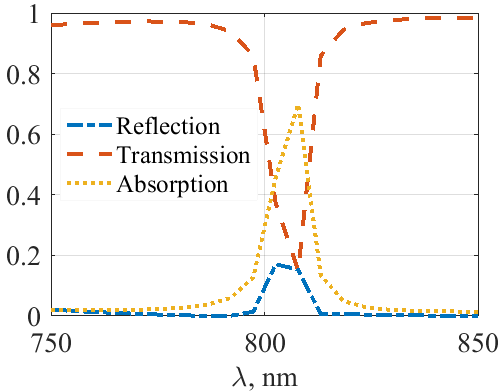 1
0.8
0.6
0.4
0.2
0
Reflection
Transmission
Absorption
750
800
850
λ, nm